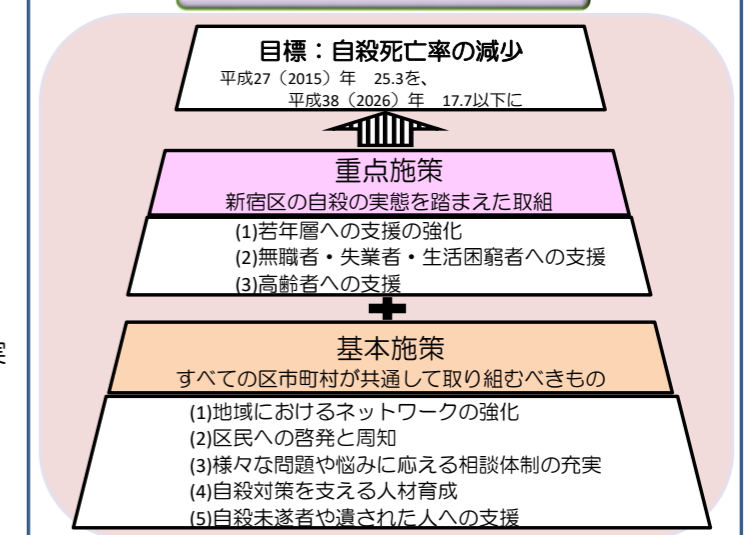 目標：自殺死亡率の減少
平成27（2015）年　25.3を、
平成38（2026）年　17.7以下に
重点施策
新宿区の自殺の実態を踏まえた取組
(1)若年層への支援の強化
(2)無職者・失業者・生活困窮者への支援
(3)高齢者への支援
基本施策
すべての区市町村が共通して取り組むべきもの
(1)地域におけるネットワークの強化
(2)区民への啓発と周知
(3)様々な問題や悩みに応える相談体制の充実
(4)自殺対策を支える人材育成
(5)自殺未遂者や遺された人への支援